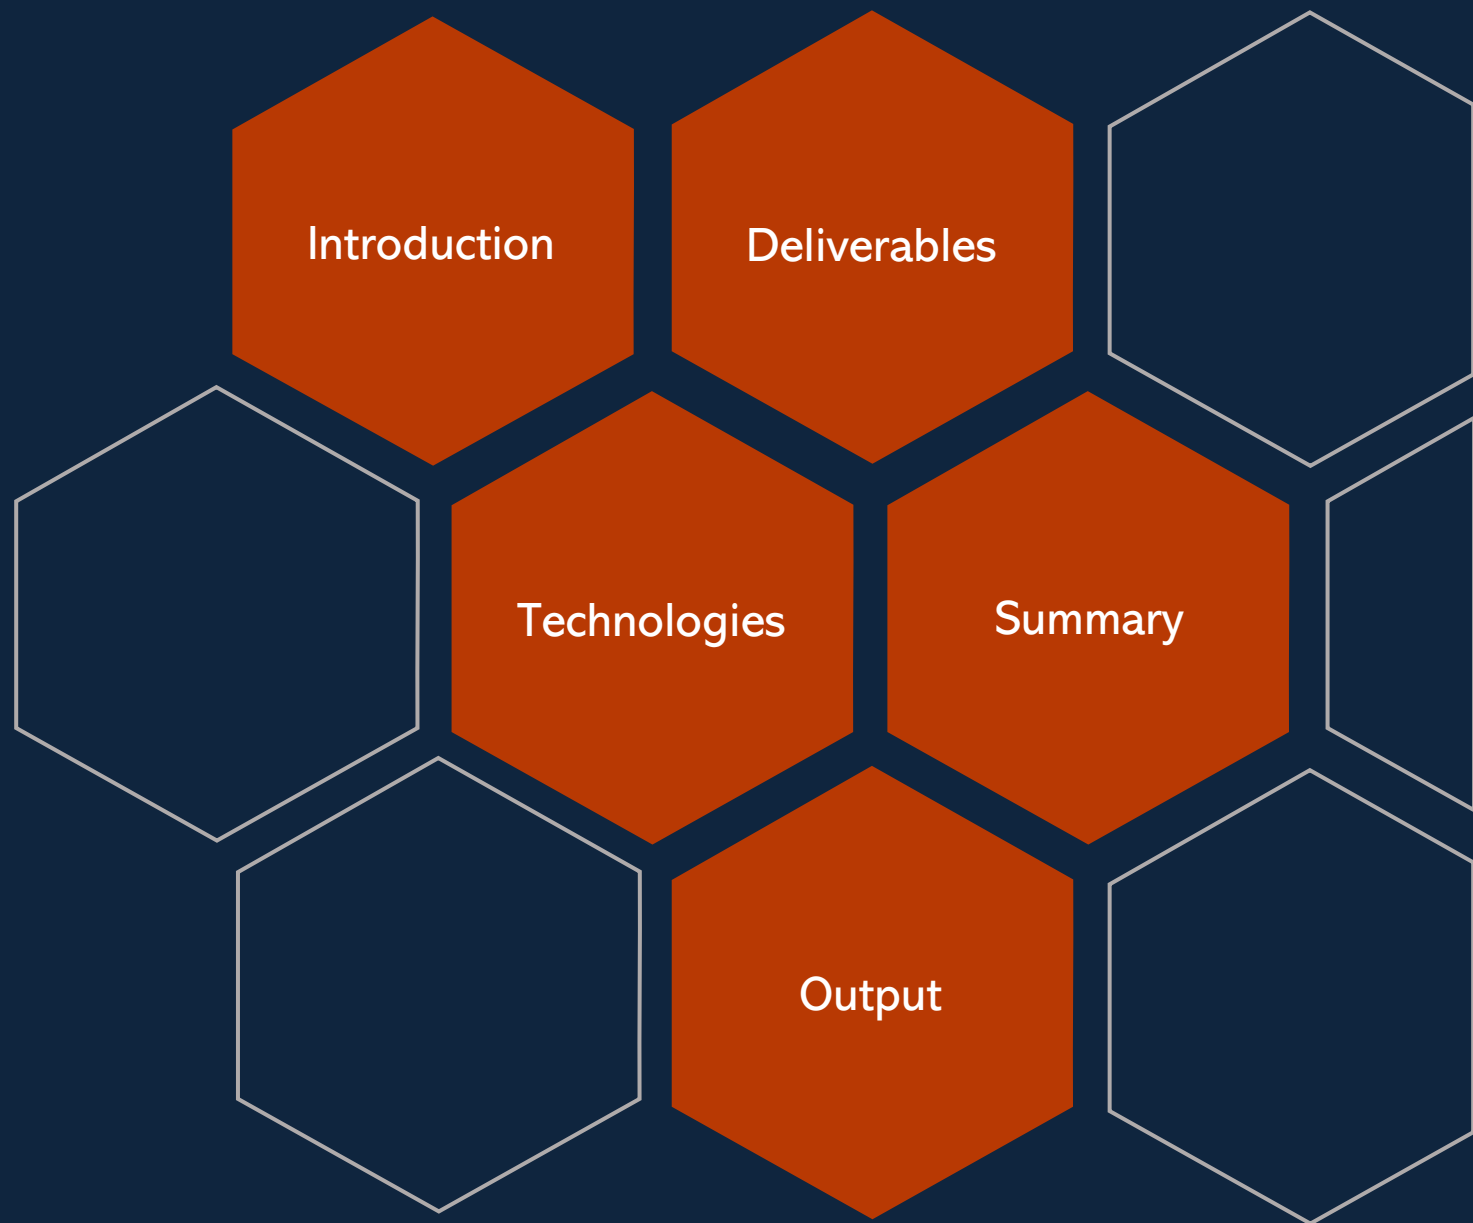 Introduction
Deliverables
Technologies
Summary
Output